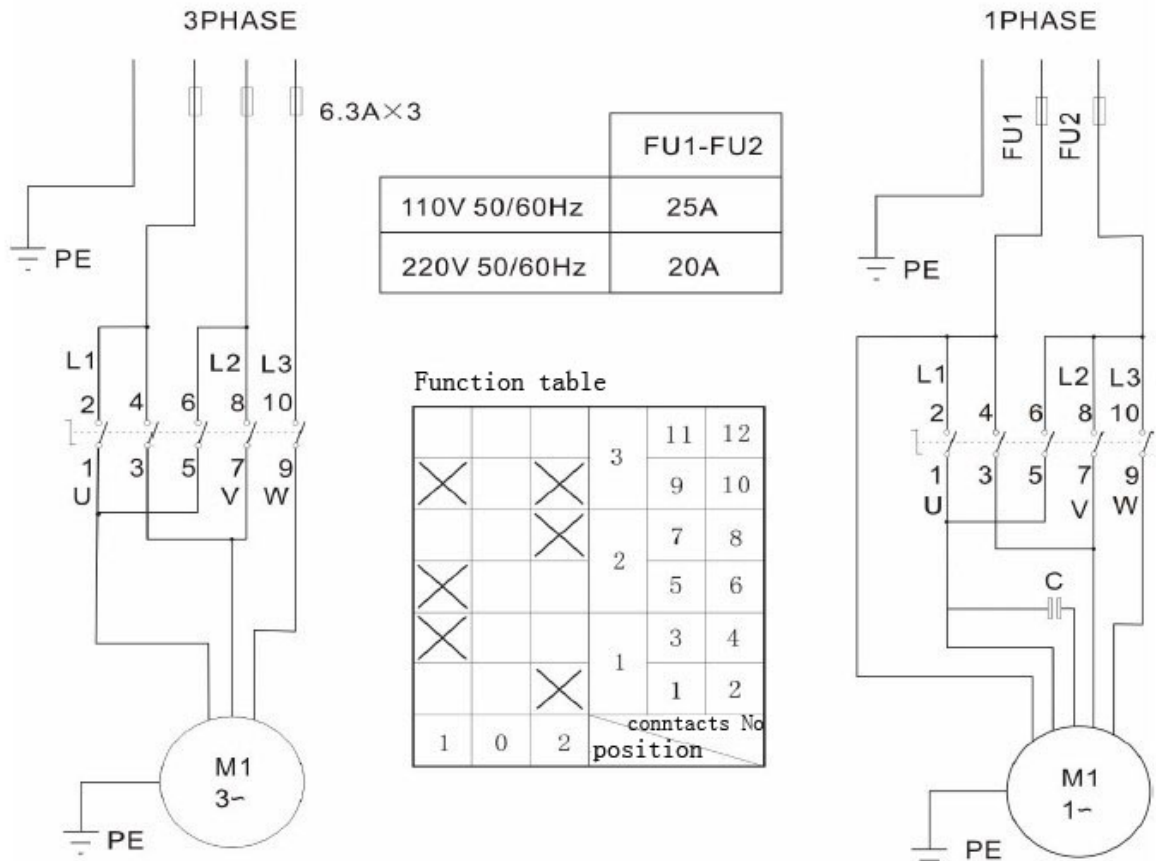 3PHASE
6.3A×3
PE
L1 L2 L3
2 4 6 8 10
1 3 5 7 9
U V W
M1
3~
PE
FU1-FU2
110V 50/60Hz 25A
220V 50/60Hz 20A
Function table
3 11 12
9 10
2 7 8
5 6
1 3 4
1 2
conntacts No
1 0 2 position
1PHASE
FU1 FU2
PE
L1 L2 L3
2 4 6 8 10
1 3 5 7 9
U V W
C
M1
1~
PE